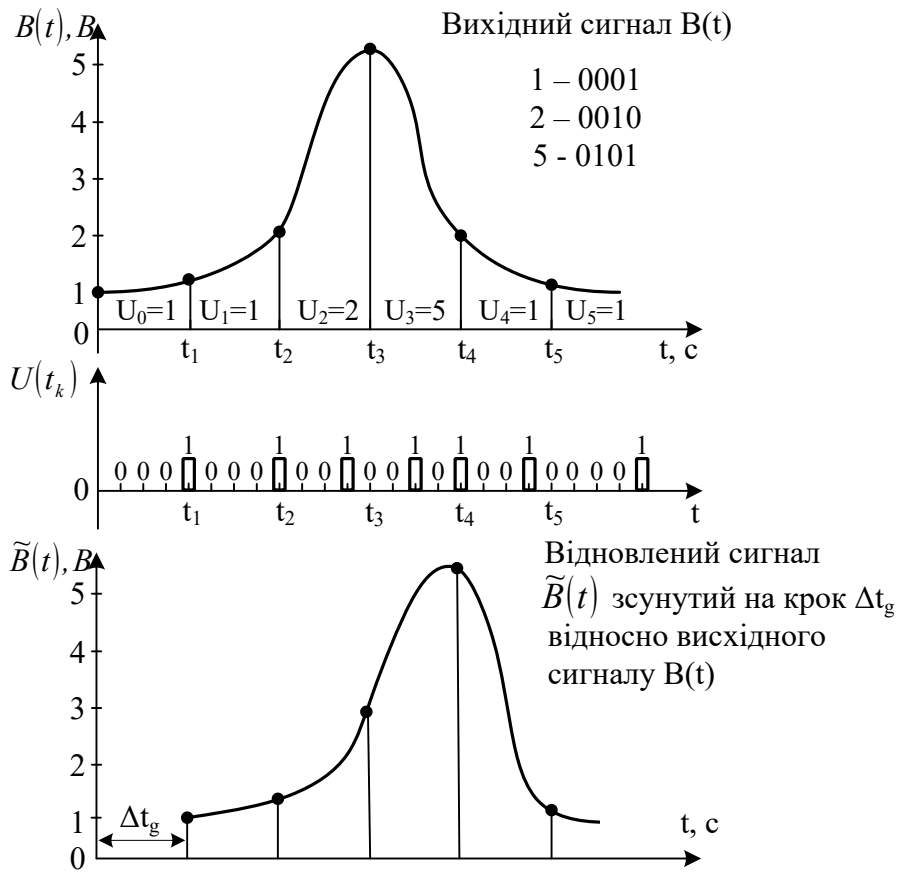 B(t), B
Вихідний сигнал B(t)
1 – 0001
2 – 0010
5 - 0101
5
4
3
2
1
0
U₀=1 U₁=1 U₂=2 U₃=5 U₄=1 U₅=1
t₁ t₂ t₃ t₄ t₅ t, с
U(tₖ)
1 1 1 1 1 1 1
0 0 0 0 0 0 0 0 0 0 0 0 0 0 0 0 0
0
t₁ t₂ t₃ t₄ t₅ t
B̃(t), B
Відновлений сигнал
B̃(t) зсунутий на крок Δt_g
відносно висхідного
сигналу B(t)
5
4
3
2
1
0
Δt_g
t, с